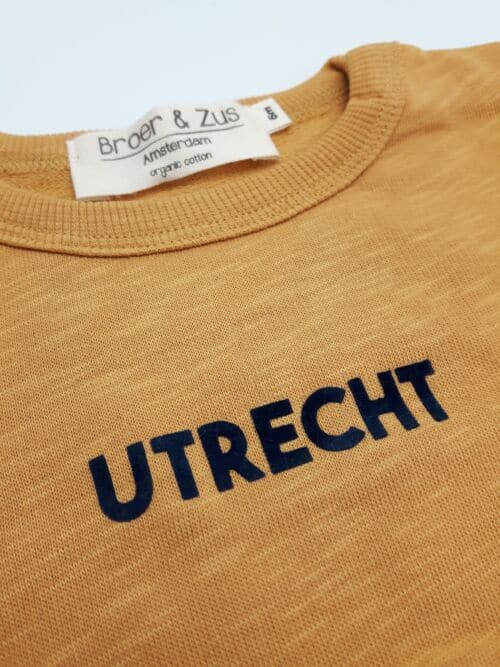 Broer & Zus
Amsterdam
organic cotton
UTRECHT